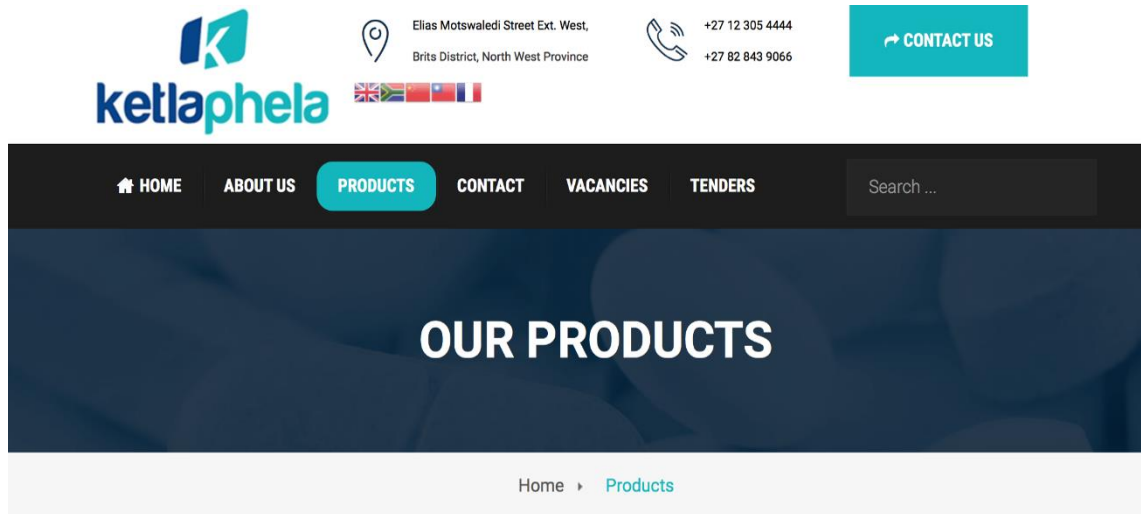 K
ketlaphela
Elias Motswaledi Street Ext. West,
Brits District, North West Province
+27 12 305 4444
+27 82 843 9066
CONTACT US
HOME ABOUT US PRODUCTS CONTACT VACANCIES TENDERS Search ...
OUR PRODUCTS
Home Products